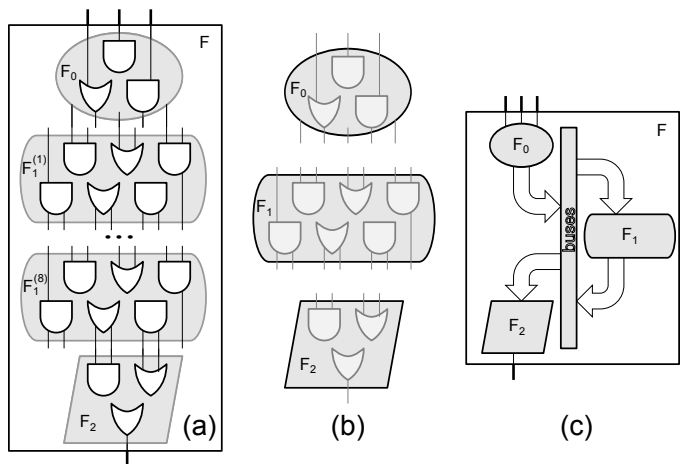 F
F₀
F₁⁽¹⁾
...
F₁⁽⁸⁾
F₂
(a)
F₀
F₁
F₂
(b)
F
F₀
buses
F₁
F₂
(c)